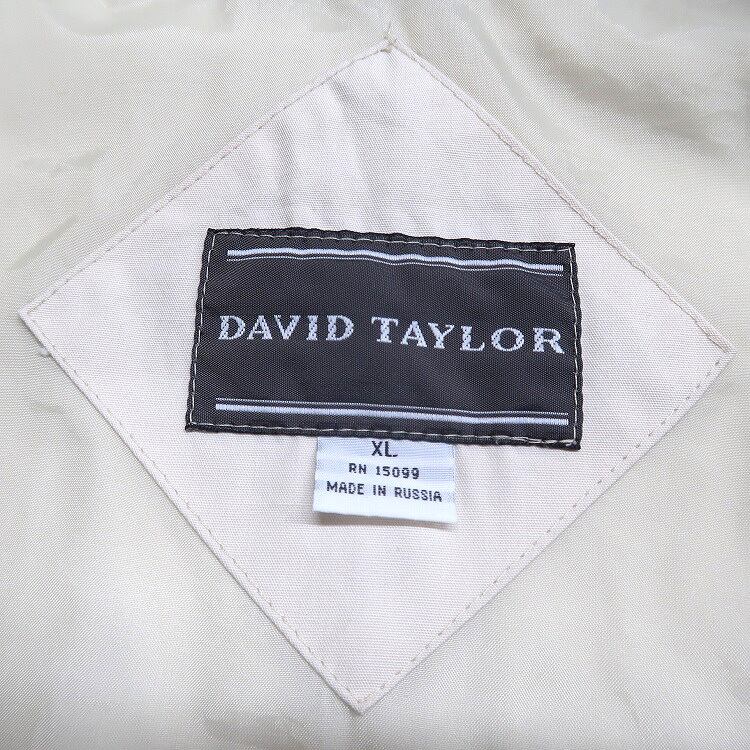 DAVID TAYLOR
XL
RN 15099
MADE IN RUSSIA